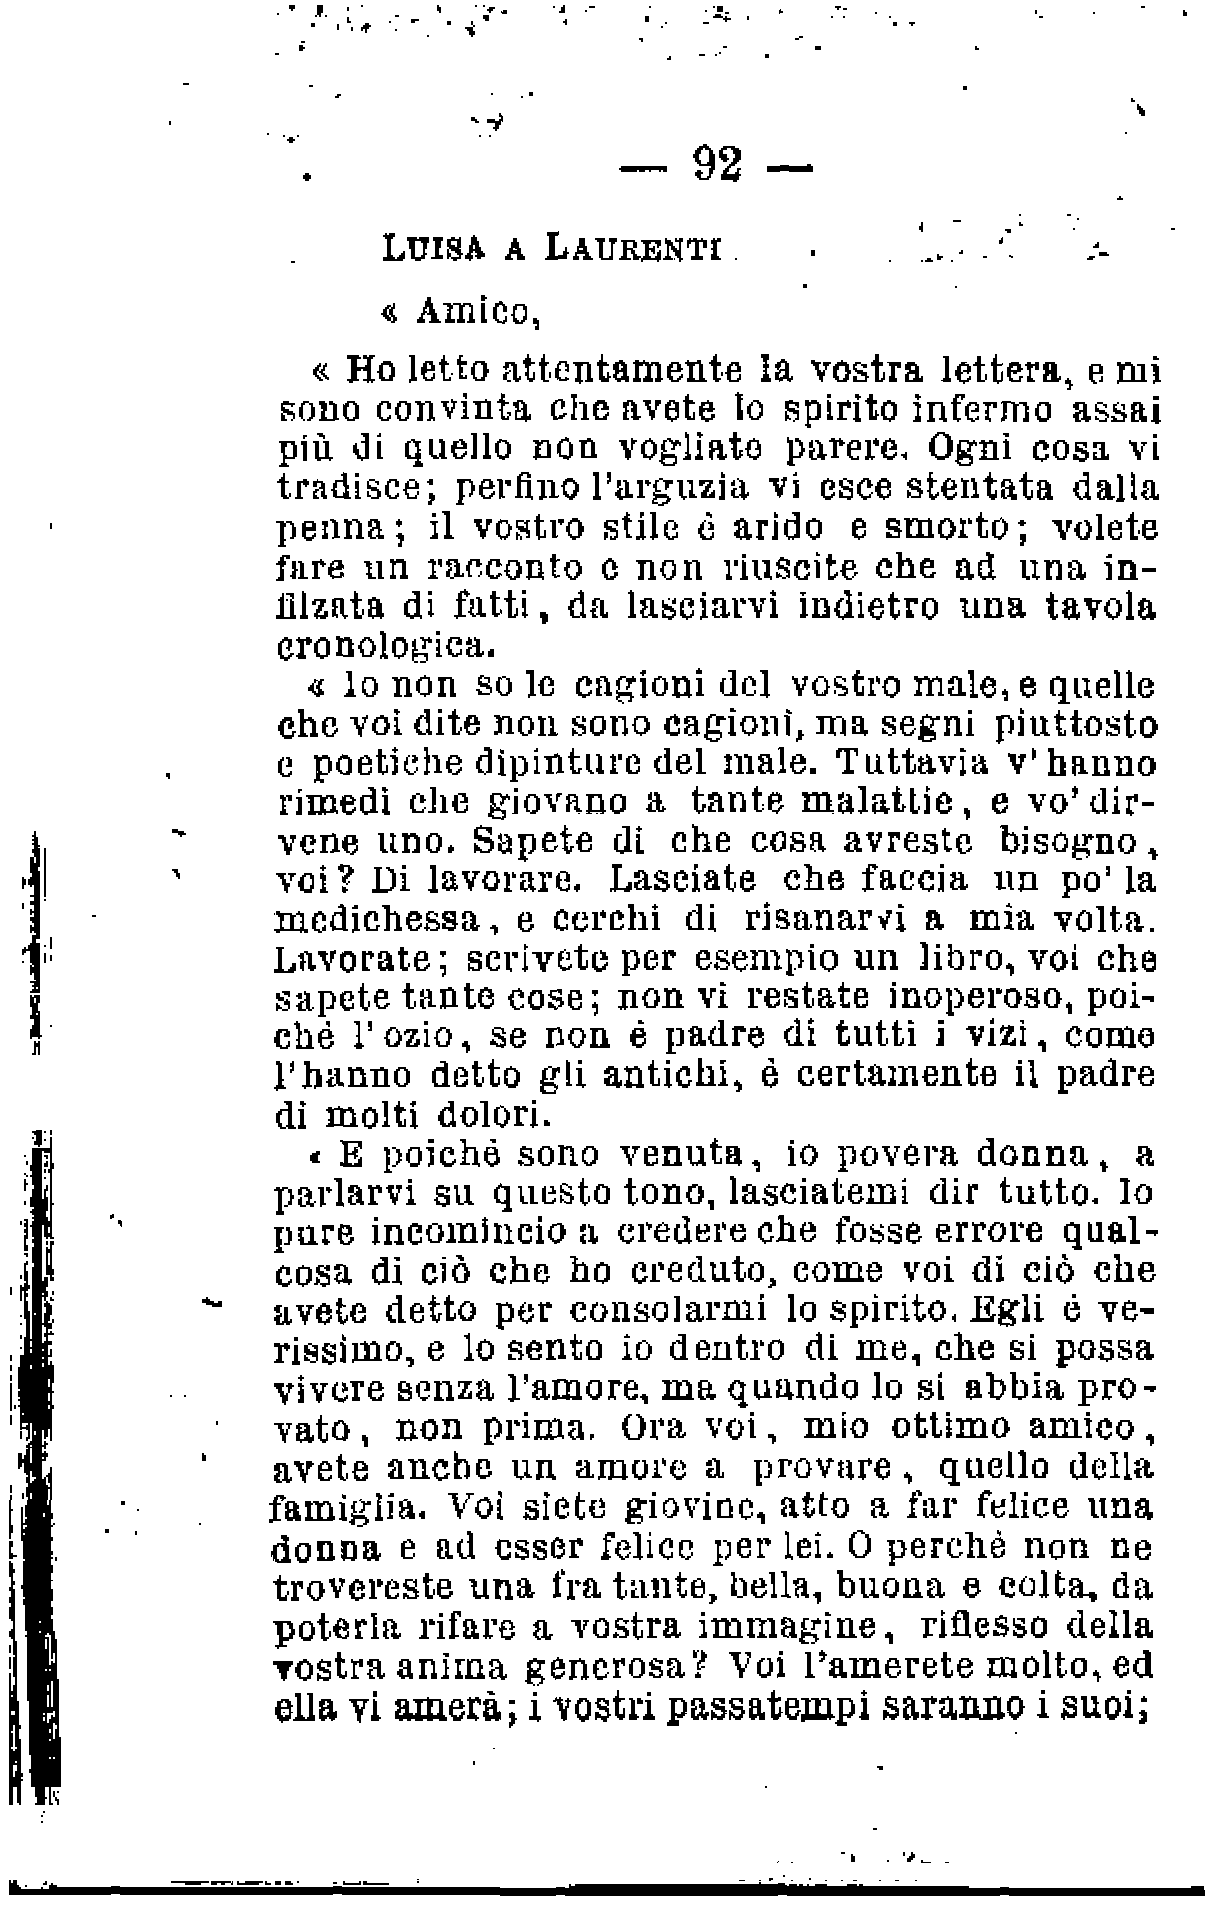 — 92 —
LUISA A LAURENTI
« Amico,
« Ho letto attentamente la vostra lettera, e mi
sono convinta che avete lo spirito infermo assai
più di quello non vogliate parere. Ogni cosa vi
tradisce; perfino l'arguzia vi esce stentata dalla
penna; il vostro stile è arido e smorto; volete
fare un racconto e non riuscite che ad una in-
filzata di fatti, da lasciarvi indietro una tavola
cronologica.
« Io non so le cagioni del vostro male, e quelle
che voi dite non sono cagioni, ma segni piuttosto
e poetiche dipinture del male. Tuttavia v'hanno
rimedi che giovano a tante malattie, e vo' dir-
vene uno. Sapete di che cosa avreste bisogno,
voi? Di lavorare. Lasciate che faccia un po' la
medichessa, e cerchi di risanarvi a mia volta.
Lavorate; scrivete per esempio un libro, voi che
sapete tante cose; non vi restate inoperoso, poi-
chè l'ozio, se non è padre di tutti i vizi, come
l'hanno detto gli antichi, è certamente il padre
di molti dolori.
« E poichè sono venuta, io povera donna, a
parlarvi su questo tono, lasciatemi dir tutto. Io
pure incomincio a credere che fosse errore qual-
cosa di ciò che ho creduto, come voi di ciò che
avete detto per consolarmi lo spirito. Egli è ve-
rissimo, e lo sento io dentro di me, che si possa
vivere senza l'amore, ma quando lo si abbia pro-
vato, non prima. Ora voi, mio ottimo amico,
avete anche un amore a provare, quello della
famiglia. Voi siete giovine, atto a far felice una
donna e ad esser felice per lei. O perchè non ne
trovereste una fra tante, bella, buona e colta, da
poterla rifare a vostra immagine, riflesso della
vostra anima generosa? Voi l'amerete molto, ed
ella vi amerà; i vostri passatempi saranno i suoi;